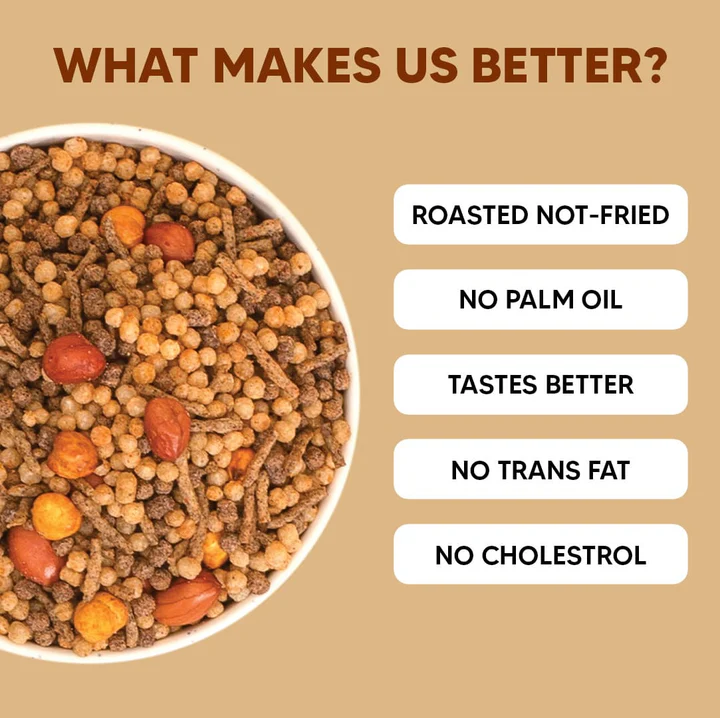 WHAT MAKES US BETTER?
ROASTED NOT-FRIED
NO PALM OIL
TASTES BETTER
NO TRANS FAT
NO CHOLESTROL